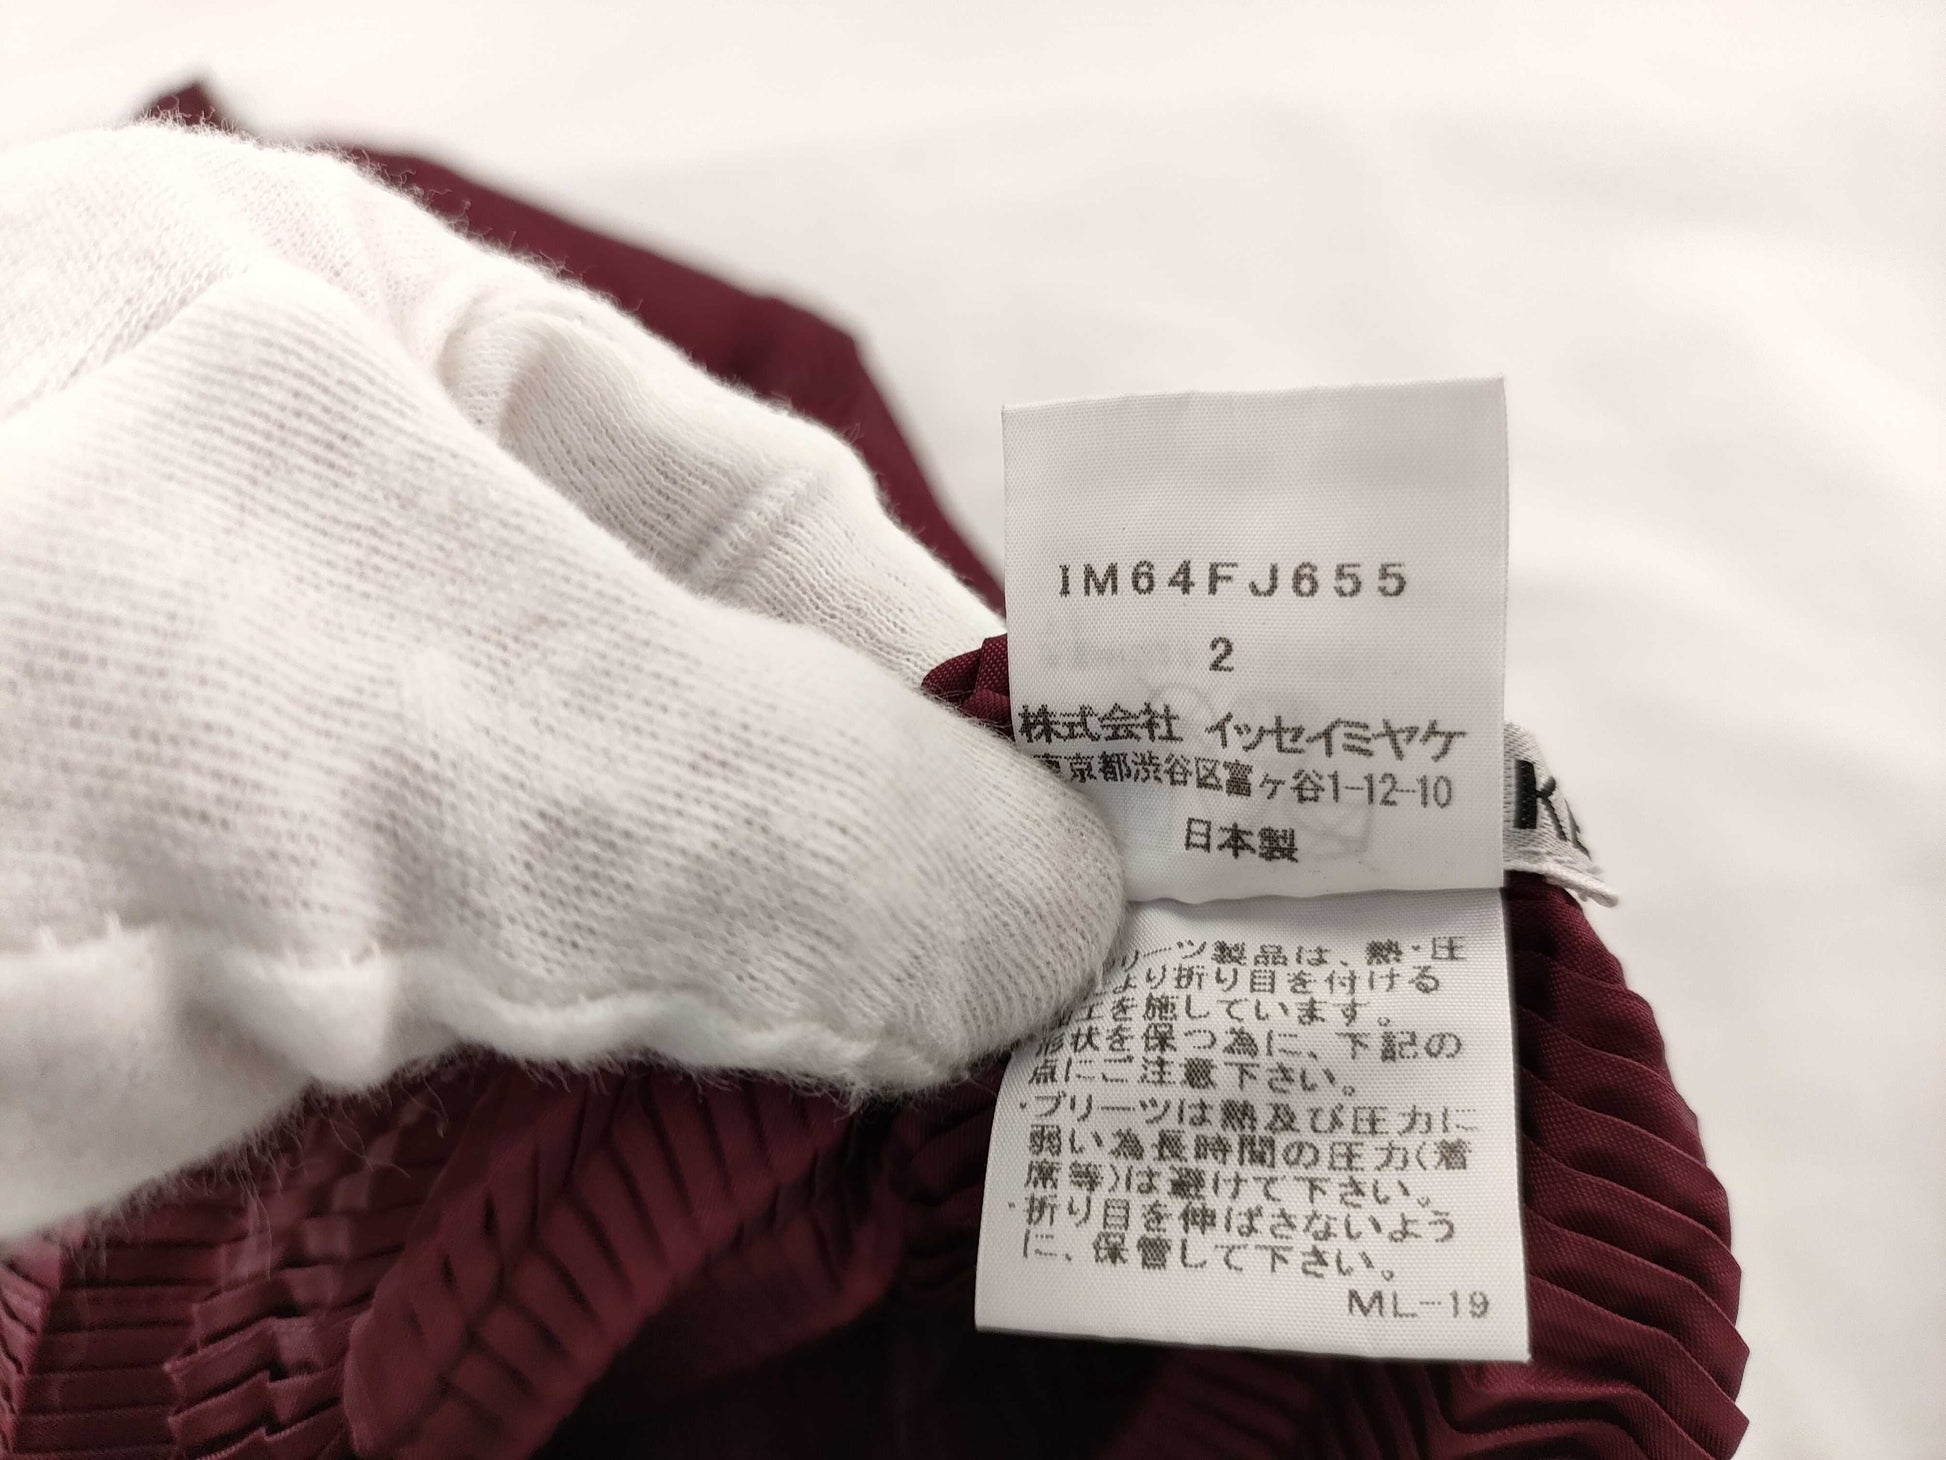 IM64FJ655
2
株式会社 イッセイミヤケ
東京都渋谷区富ヶ谷1-12-10
日本製
リーツ製品は、熱・圧
より折り目を付ける
を施しています。
形状を保つ為に、下記の
点にご注意下さい。
・プリーツは熱及び圧力に
弱い為長時間の圧力(着
席等)は避けて下さい。
・折り目を伸ばさないよう
に、保管して下さい。
ML-19